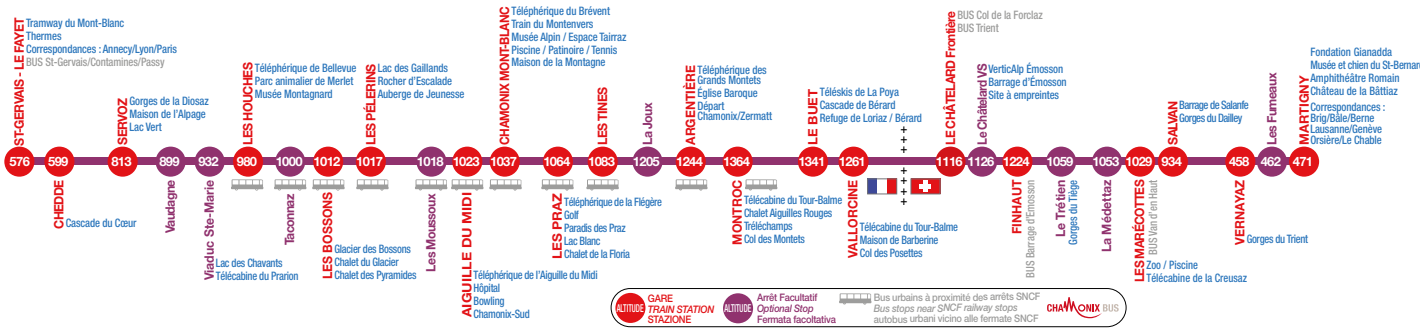 ST-GERVAIS - LE FAYET
Tramway du Mont-Blanc
Thermes
Correspondances : Annecy/Lyon/Paris
BUS St-Gervais/Contamines/Passy
576
599
CHEDDE
Cascade du Cœur
SERVOZ
Gorges de la Diosaz
Maison de l'Alpage
Lac Vert
813
899
Vaudagne
932
Viaduc Ste-Marie
Lac des Chavants
Télécabine du Prarion
LES HOUCHES
Téléphérique de Bellevue
Parc animalier de Merlet
Musée Montagnard
980
1000
Taconnaz
1012
LES BOSSONS
Glacier des Bossons
Chalet du Glacier
Chalet des Pyramides
LES PÉLERINS
Lac des Gaillands
Rocher d'Escalade
Auberge de Jeunesse
1017
1018
Les Moussoux
1023
AIGUILLE DU MIDI
Téléphérique de l'Aiguille du Midi
Hôpital
Bowling
Chamonix-Sud
CHAMONIX MONT-BLANC
Téléphérique du Brévent
Train du Montenvers
Musée Alpin / Espace Tairraz
Piscine / Patinoire / Tennis
Maison de la Montagne
1037
1064
LES PRAZ
Téléphérique de la Flégère
Golf
Paradis des Praz
Lac Blanc
Chalet de la Floria
LES TINES
1083
La Joux
1205
ARGENTIÈRE
Téléphérique des
Grands Montets
Église Baroque
Départ
Chamonix/Zermatt
1244
1364
MONTROC
Télécabine du Tour-Balme
Chalet Aiguilles Rouges
Tréléchamps
Col des Montets
LE BUET
Téléskis de La Poya
Cascade de Bérard
Refuge de Loriaz / Bérard
1341
1261
VALLORCINE
Télécabine du Tour-Balme
Maison de Barberine
Col des Posettes
LE CHÂTELARD Frontière
BUS Col de la Forclaz
BUS Trient
1116
Le Châtelard VS
VerticAlp Émosson
Barrage d'Émosson
Site à empreintes
1126
1224
FINHAUT
BUS Barrage d'Emosson
1059
Le Trétien
Gorges du Tiège
1053
La Médettaz
1029
LES MARÉCOTTES
BUS Van d'en Haut
Zoo / Piscine
Télécabine de la Creusaz
SALVAN
Barrage de Salanfe
Gorges du Dailley
934
458
VERNAYAZ
Gorges du Trient
Les Fumeaux
462
MARTIGNY
Fondation Gianadda
Musée et chien du St-Bernard
Amphithéâtre Romain
Château de la Bâttiaz
Correspondances :
Brig/Bâle/Berne
Lausanne/Genève
Orsière/Le Chable
471
ALTITUDE
GARE
TRAIN STATION
STAZIONE
ALTITUDE
Arrêt Facultatif
Optional Stop
Fermata facoltativa
Bus urbains à proximité des arrêts SNCF
Bus stops near SNCF railway stops
autobus urbani vicino alle fermate SNCF
CHAMONIX BUS